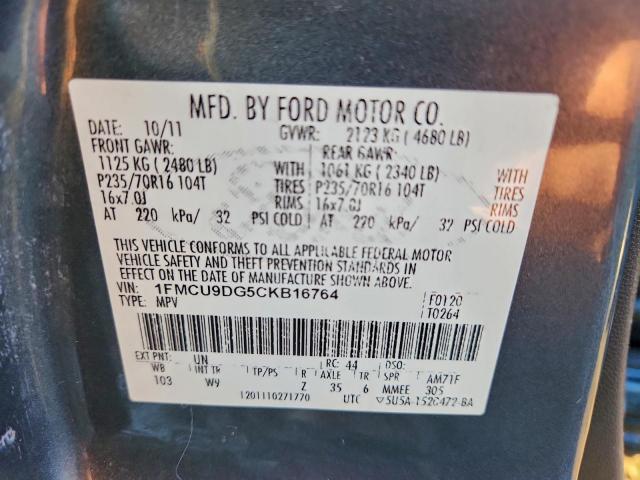 MFD. BY FORD MOTOR CO.
DATE: 10/11 GVWR: 2123 KG ( 4680 LB)
FRONT GAWR: REAR GAWR:
1125 KG ( 2480 LB) WITH 1061 KG ( 2340 LB) WITH
P235/70R16 104T TIRES P235/70R16 104T TIRES
16x7.0J RIMS 16x7.0J RIMS
AT 220 kPa/ 32 PSI COLD AT 220 kPa/ 32 PSI COLD
THIS VEHICLE CONFORMS TO ALL APPLICABLE FEDERAL MOTOR
VEHICLE SAFETY AND THEFT PREVENTION STANDARDS IN
EFFECT ON THE DATE OF MANUFACTURE SHOWN ABOVE.
VIN: 1FMCU9DG5CKB16764 F0120
TYPE: MPV T0264
EXT PNT: UN RC: 44 DSO:
WB INT TR TP/PS R AXLE TR SPR AM71F
103 W9 Z 35 6 MMEE 305
1201110271770 UTC 5U5A-1520472-BA